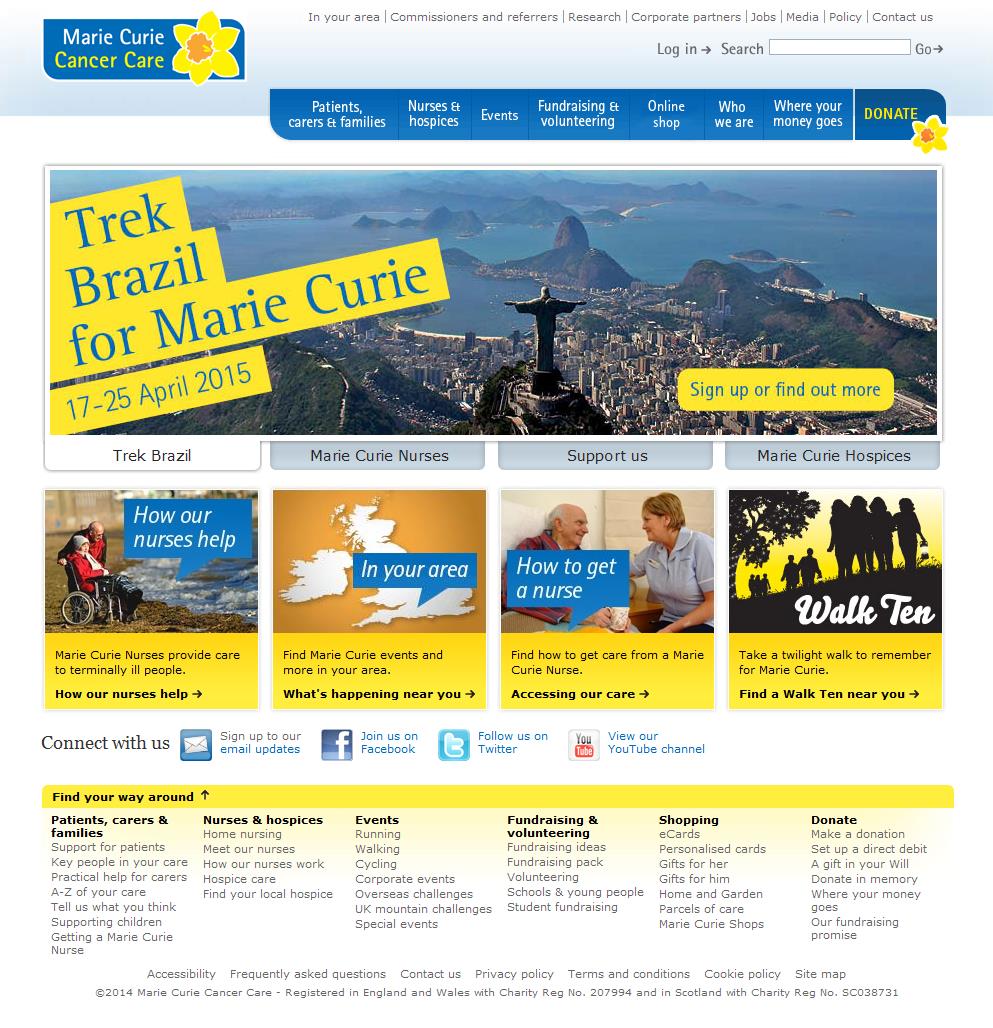 In your area | Commissioners and referrers | Research | Corporate partners | Jobs | Media | Policy | Contact us
Marie Curie
Cancer Care
Log in → Search Go→
Patients,
carers & families
Nurses &
hospices
Events
Fundraising &
volunteering
Online
shop
Who
we are
Where your
money goes
DONATE
Trek
Brazil
for Marie Curie
17-25 April 2015
Sign up or find out more
Trek Brazil
Marie Curie Nurses
Support us
Marie Curie Hospices
How our
nurses help
Marie Curie Nurses provide care
to terminally ill people.
How our nurses help →
In your area
Find Marie Curie events and
more in your area.
What's happening near you →
How to get
a nurse
Find how to get care from a Marie
Curie Nurse.
Accessing our care →
Walk Ten
Take a twilight walk to remember
for Marie Curie.
Find a Walk Ten near you →
Connect with us
Sign up to our
email updates
Join us on
Facebook
Follow us on
Twitter
You
Tube
View our
YouTube channel
Find your way around ↑
Patients, carers &
families
Support for patients
Key people in your care
Practical help for carers
A-Z of your care
Tell us what you think
Supporting children
Getting a Marie Curie
Nurse
Nurses & hospices
Home nursing
Meet our nurses
How our nurses work
Hospice care
Find your local hospice
Events
Running
Walking
Cycling
Corporate events
Overseas challenges
UK mountain challenges
Special events
Fundraising &
volunteering
Fundraising ideas
Fundraising pack
Volunteering
Schools & young people
Student fundraising
Shopping
eCards
Personalised cards
Gifts for her
Gifts for him
Home and Garden
Parcels of care
Marie Curie Shops
Donate
Make a donation
Set up a direct debit
A gift in your Will
Donate in memory
Where your money
goes
Our fundraising
promise
Accessibility Frequently asked questions Contact us Privacy policy Terms and conditions Cookie policy Site map
©2014 Marie Curie Cancer Care - Registered in England and Wales with Charity Reg No. 207994 and in Scotland with Charity Reg No. SC038731